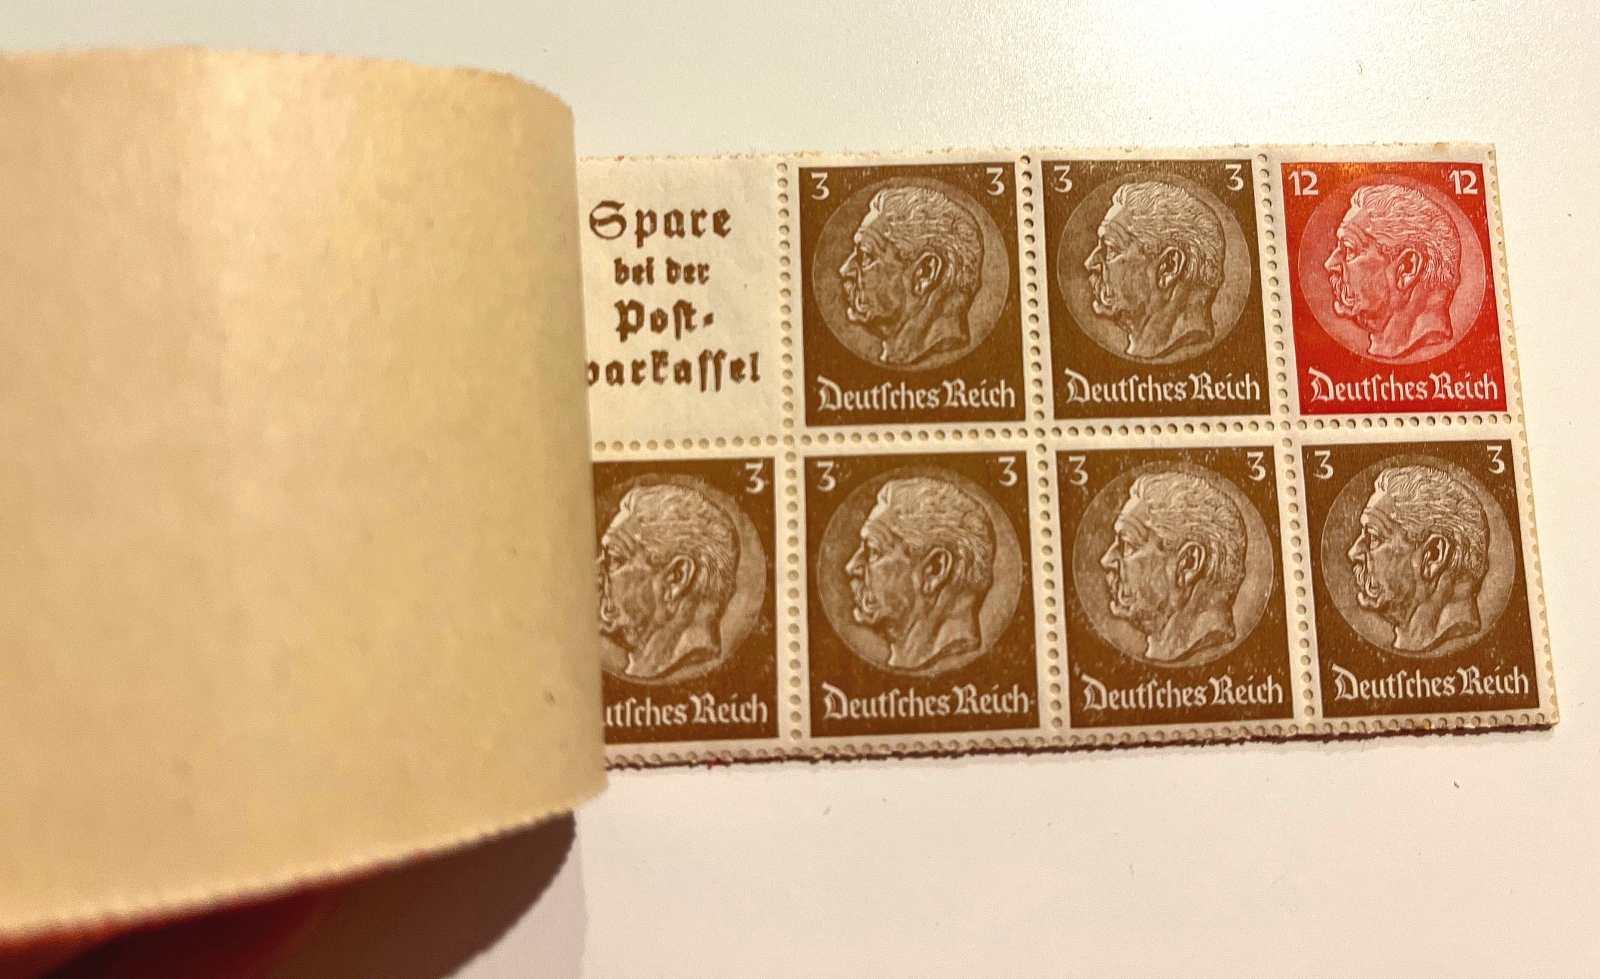 Spare
bei der
Post-
parkasse!
3 3
Deutsches Reich
3 3
Deutsches Reich
12 12
Deutsches Reich
3
utsches Reich
3 3
Deutsches Reich
3 3
Deutsches Reich
3 3
Deutsches Reich